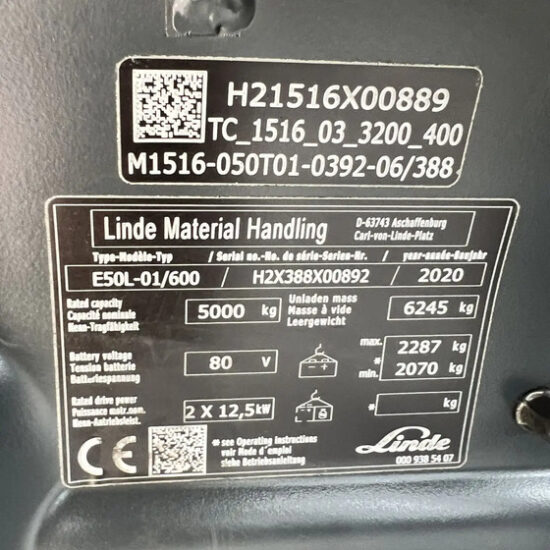 H21516X00889
TC_1516_03_3200_400
M1516-050T01-0392-06/388
Linde Material Handling
D-63743 Aschaffenburg
Carl-von-Linde-Platz
Type-Modèle-Typ / Serial no.-No. de série-Serien-Nr. / year-année-Baujahr
E50L-01/600 / H2X388X00892 / 2020
Rated capacity
Capacité nominale
Nenn-Tragfähigkeit
5000 kg
Unladen mass
Masse à vide
Leergewicht
6245 kg
Battery voltage
Tension batterie
Batteriespannung
80 V
- +
max. 2287 kg
*
min. 2070 kg
Rated drive power
Puissance motr.nom.
Nenn-Antriebsleist.
2 X 12,5 kW
* kg
CE
* see Operating Instructions
voir Mode d'emploi
siehe Betriebsanleitung
Linde
000 938 54 07